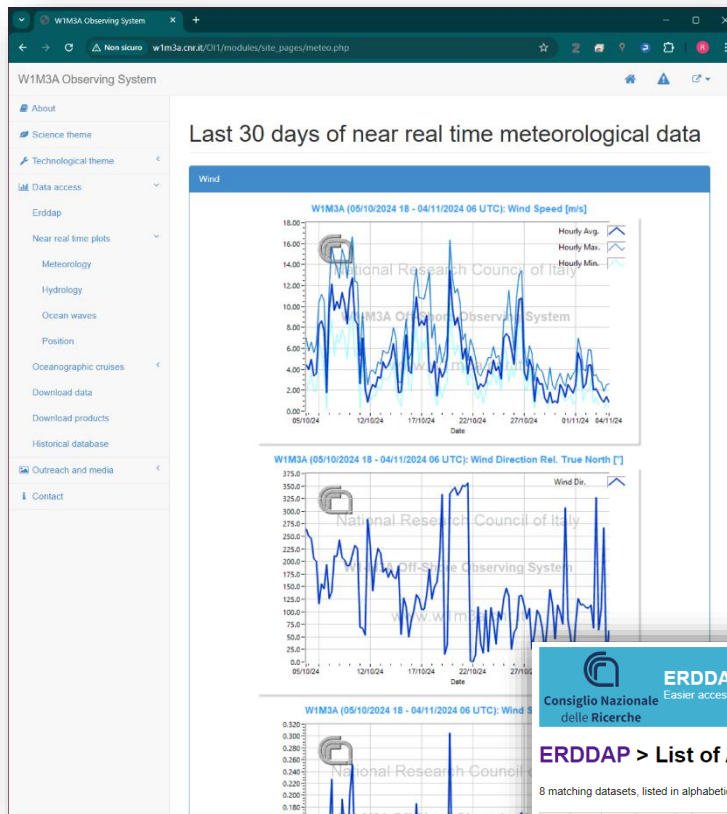 W1M3A Observing System
Non sicuro
w1m3a.cnr.it/OI1/modules/site_pages/meteo.php
W1M3A Observing System
About
Science theme
Technological theme
Data access
Erddap
Near real time plots
Meteorology
Hydrology
Ocean waves
Position
Oceanographic cruises
Download data
Download products
Historical database
Outreach and media
Contact
Last 30 days of near real time meteorological data
Wind
W1M3A (05/10/2024 18 - 04/11/2024 06 UTC): Wind Speed [m/s]
18.00
16.00
14.00
12.00
10.00
8.00
6.00
4.00
2.00
0.00
Hourly Avg.
Hourly Max.
Hourly Min.
National Research Council of Italy
W1-M3A Off-Shore Observing System
05/10/24 12/10/24 17/10/24 22/10/24 27/10/24 01/11/24 04/11/24
Date
W1M3A (05/10/2024 18 - 04/11/2024 06 UTC): Wind Direction Rel. True North [°]
375.0
350.0
325.0
300.0
275.0
250.0
225.0
200.0
175.0
150.0
125.0
100.0
75.0
50.0
25.0
0.0
Wind Dir.
National Research Council of Italy
W1-M3A Off-Shore Observing System
05/10/24 12/10/24 17/10/24 22/10/24
Date
W1M3A (05/10/2024 18 - 04/11/2024 06 UTC): Wind
0.320
0.300
0.280
0.260
0.240
0.220
0.200
0.180
National Research Council
Consiglio Nazionale
delle Ricerche
ERDDA
Easier acces
ERDDAP > List of
8 matching datasets, listed in alphabeti